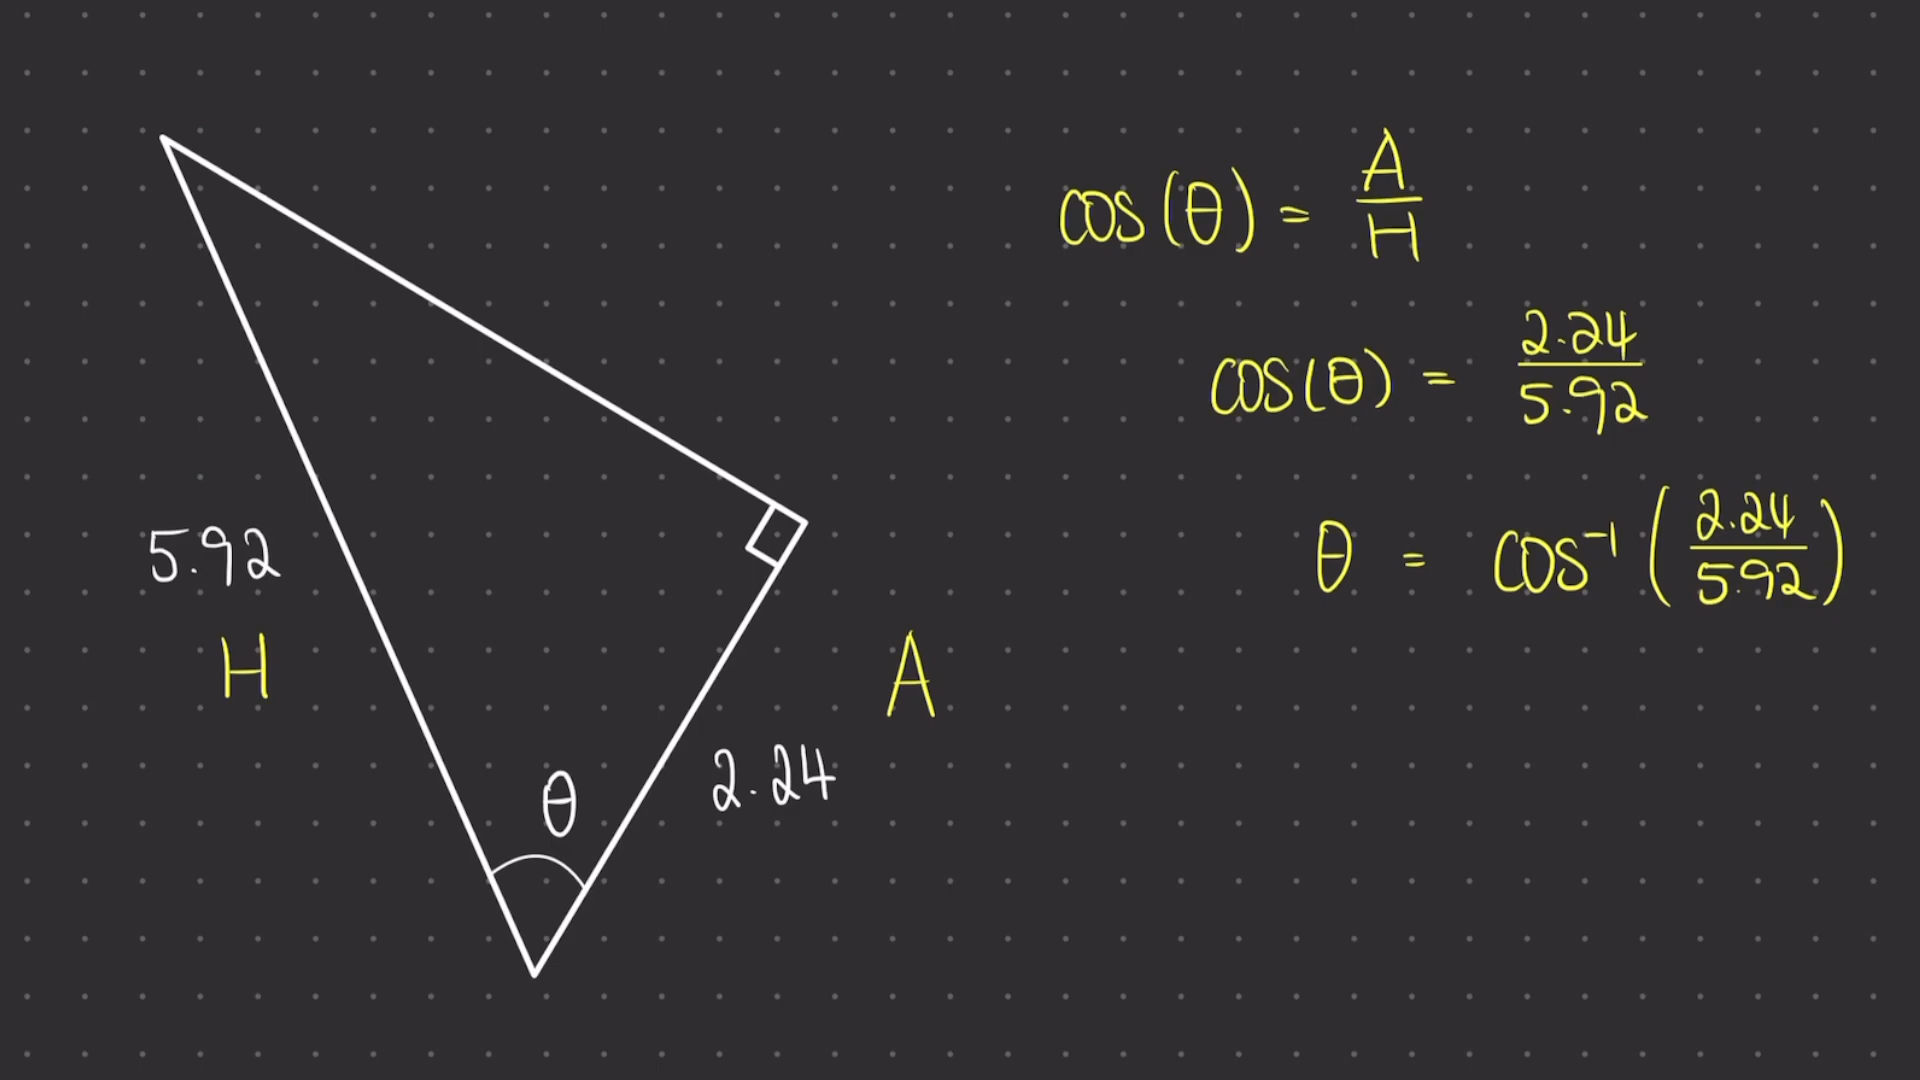 cos(θ) = A/H
cos(θ) = 2.24/5.92
θ = cos⁻¹(2.24/5.92)
5.92
H
A
2.24
θ